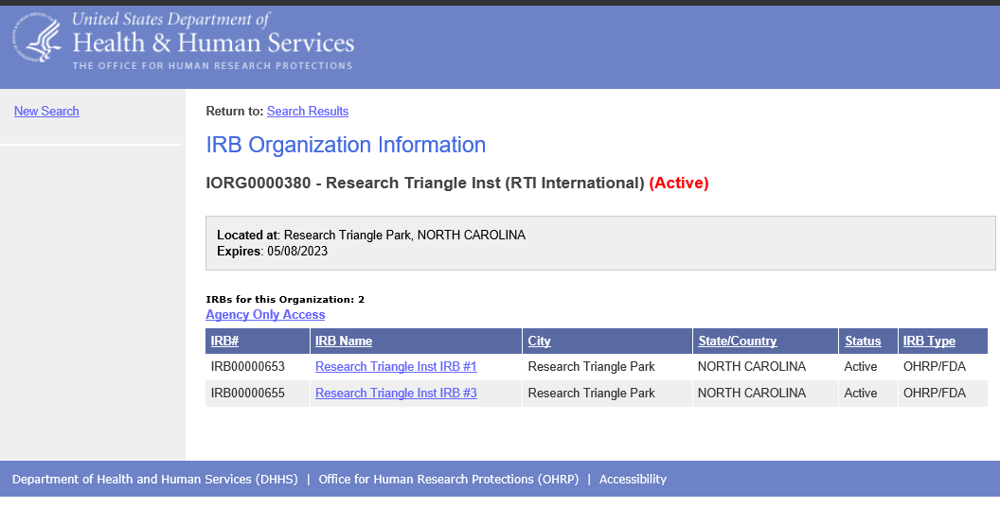 United States Department of
Health & Human Services
THE OFFICE FOR HUMAN RESEARCH PROTECTIONS
New Search
Return to: Search Results
IRB Organization Information
IORG0000380 - Research Triangle Inst (RTI International) (Active)
Located at: Research Triangle Park, NORTH CAROLINA
Expires: 05/08/2023
IRBs for this Organization: 2
Agency Only Access
IRB# IRB Name City State/Country Status IRB Type
IRB00000653 Research Triangle Inst IRB #1 Research Triangle Park NORTH CAROLINA Active OHRP/FDA
IRB00000655 Research Triangle Inst IRB #3 Research Triangle Park NORTH CAROLINA Active OHRP/FDA
Department of Health and Human Services (DHHS) | Office for Human Research Protections (OHRP) | Accessibility